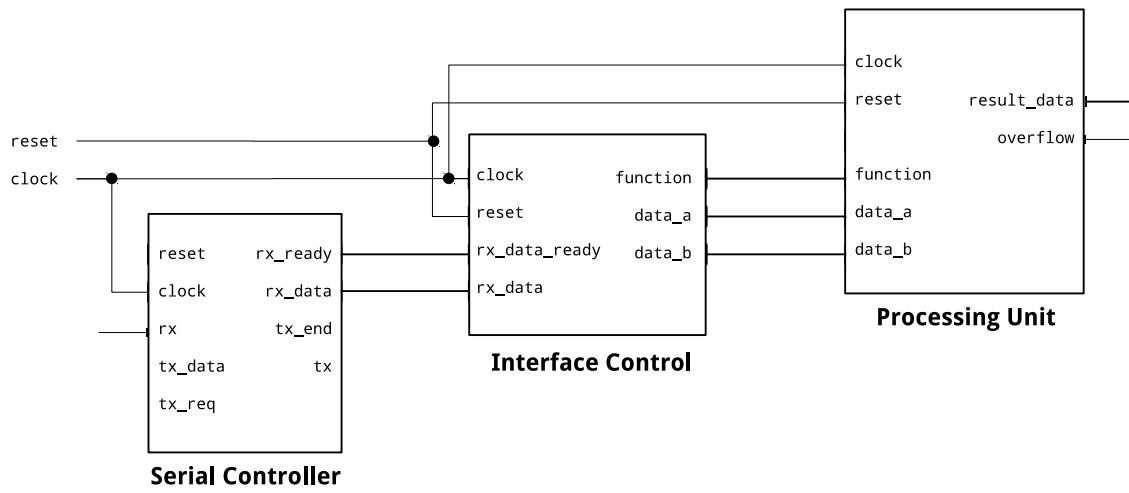 clock
reset
result_data
overflow
function
data_a
data_b
Processing Unit
reset
clock
clock
function
reset
data_a
rx_data_ready
data_b
rx_data
Interface Control
reset
rx_ready
clock
rx_data
rx
tx_end
tx_data
tx
tx_req
Serial Controller